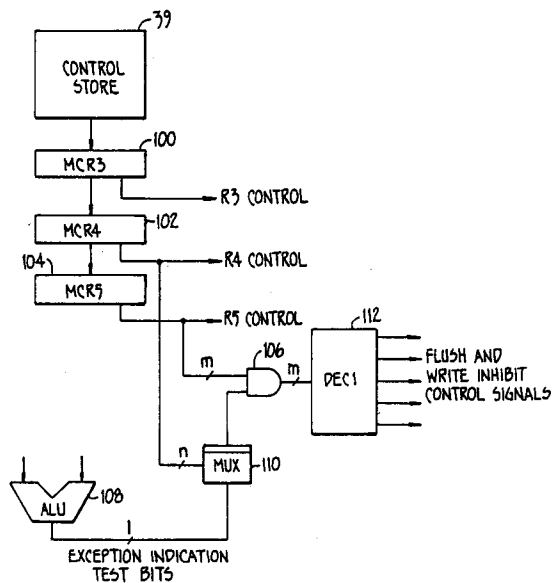 39
CONTROL
STORE
100
MCR3
R3 CONTROL
102
MCR4
R4 CONTROL
104
MCR5
R5 CONTROL
112
106
m
m
DEC1
FLUSH AND
WRITE INHIBIT
CONTROL SIGNALS
n
MUX
110
108
ALU
1
EXCEPTION INDICATION
TEST BITS